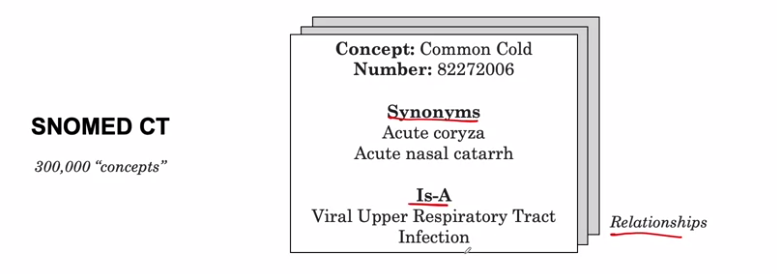 SNOMED CT
300,000 “concepts”
Concept: Common Cold
Number: 82272006
Synonyms
Acute coryza
Acute nasal catarrh
Is-A
Viral Upper Respiratory Tract
Infection
Relationships